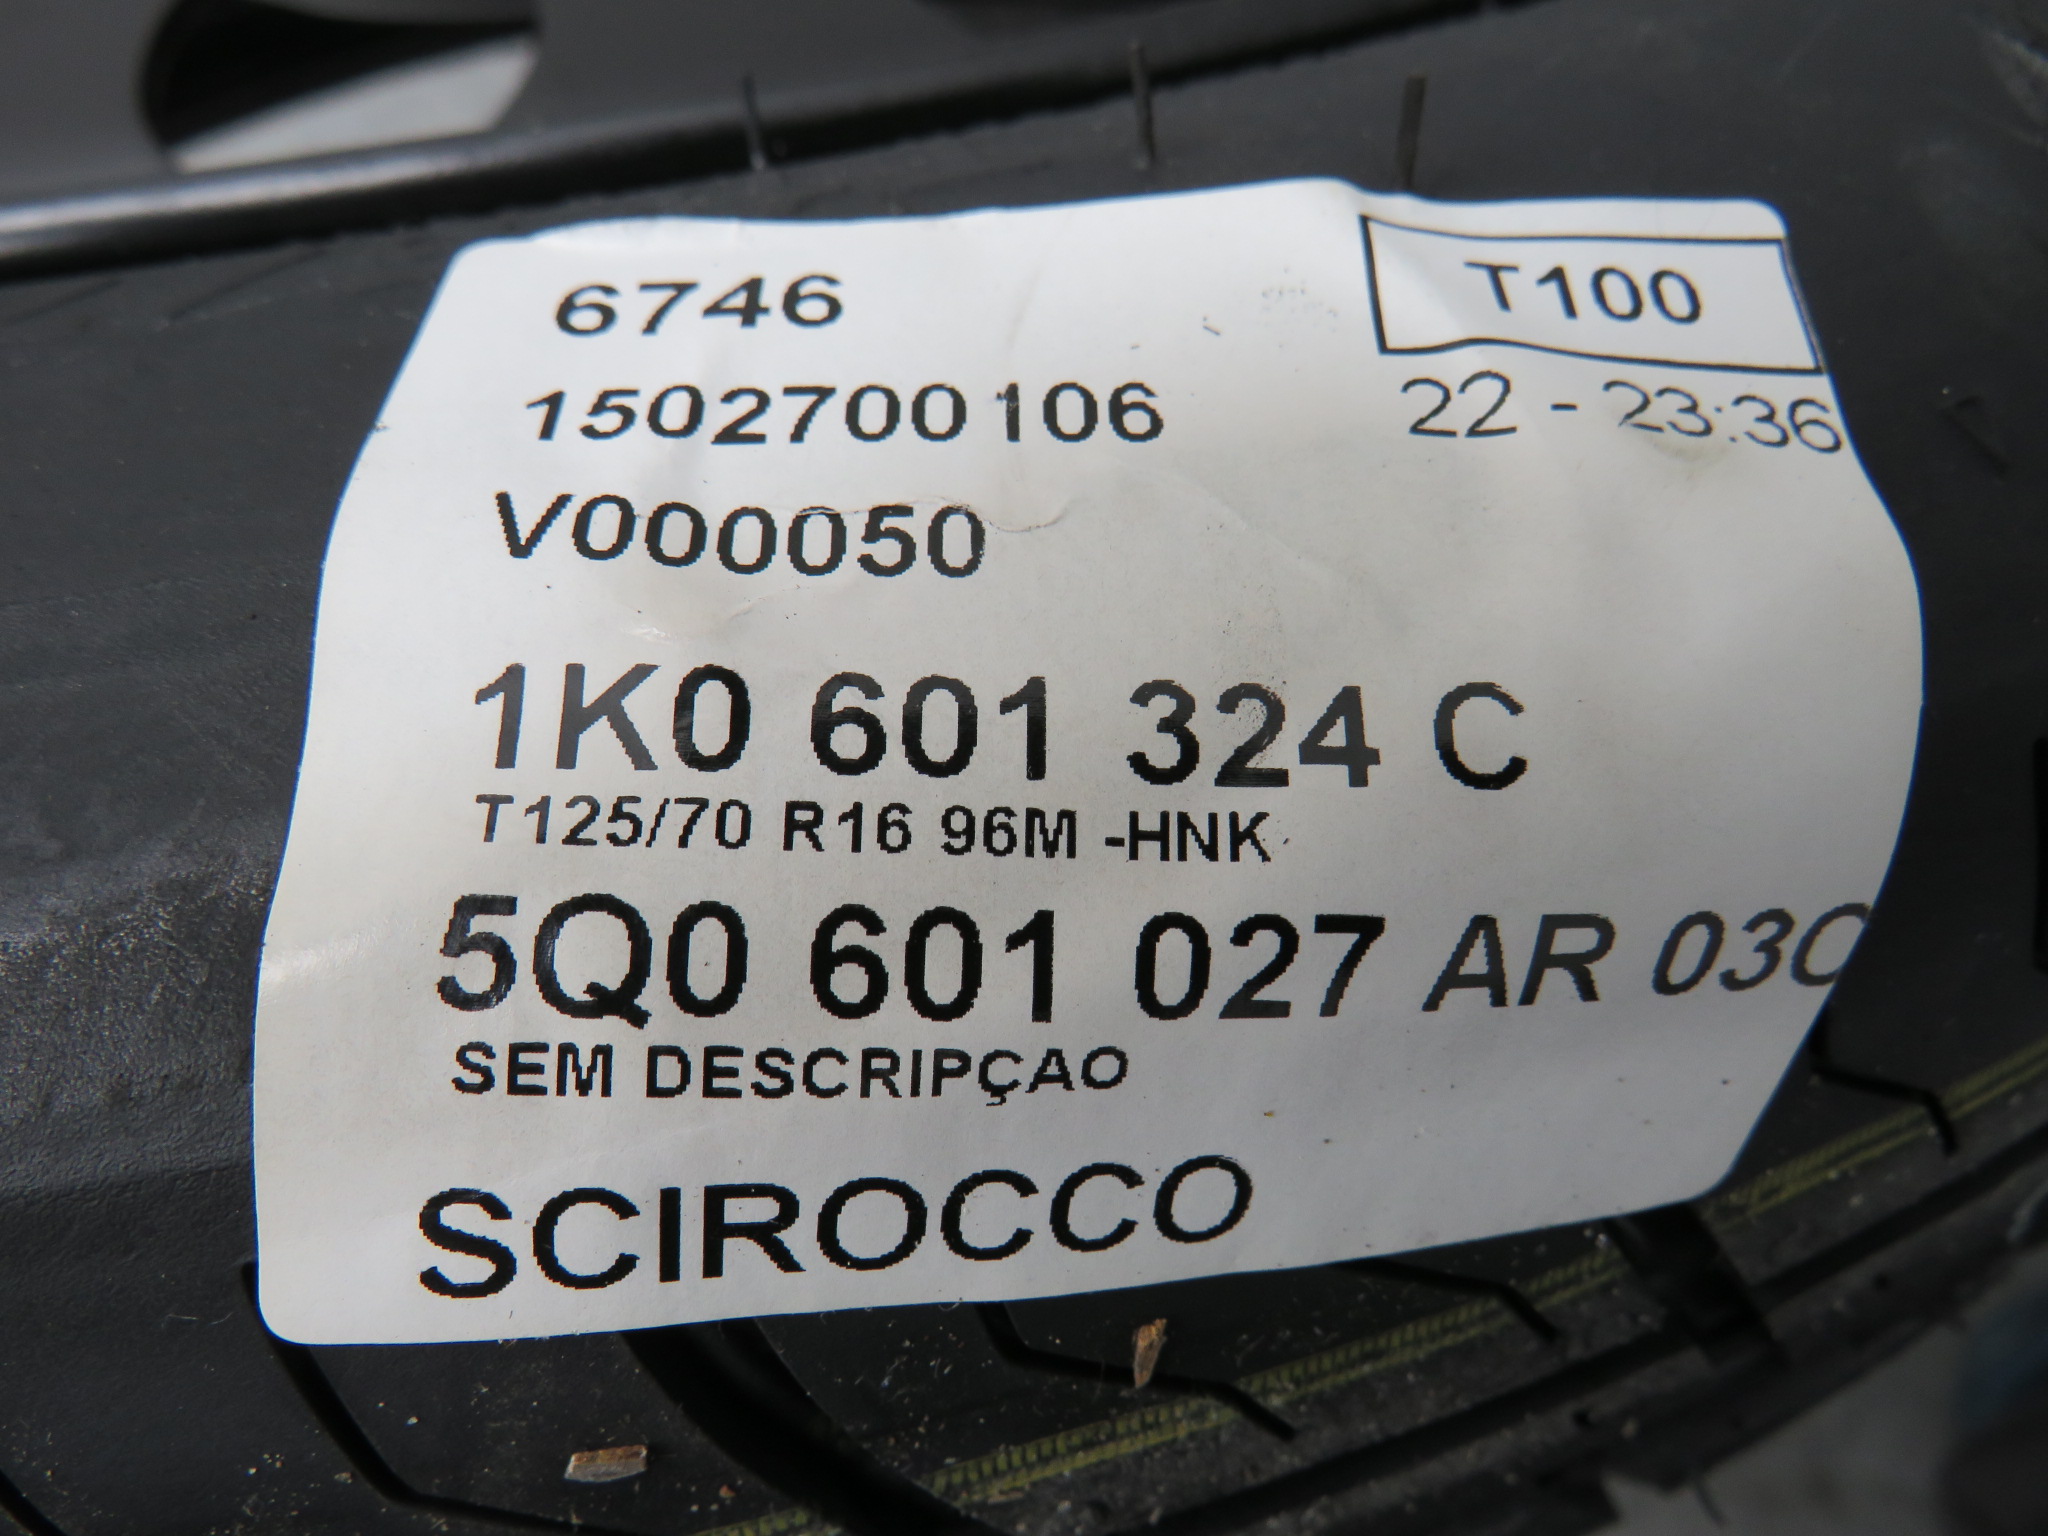 6746
T100
1502700106
22 - 23:36
V000050
1K0 601 324 C
T125/70 R16 96M -HNK
5Q0 601 027 AR 03C
SEM DESCRIPÇAO
SCIROCCO